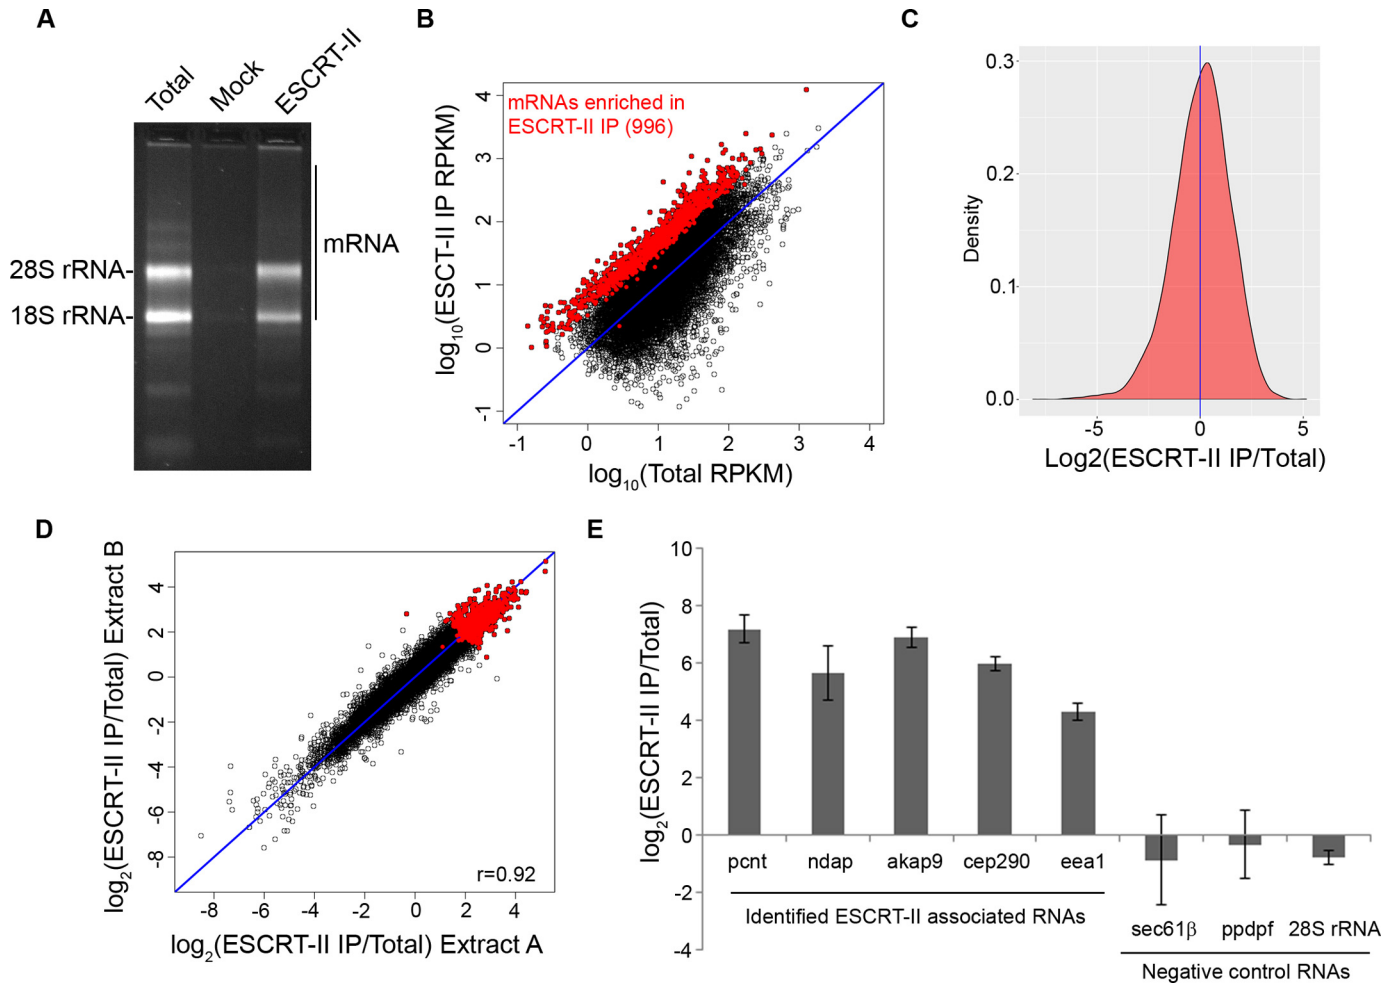 A
Total
Mock
ESCRT-II
28S rRNA-
18S rRNA-
mRNA
B
mRNAs enriched in
ESCRT-II IP (996)
log10(ESCT-II IP RPKM)
4
3
2
1
0
-1
-1 0 1 2 3 4
log10(Total RPKM)
C
Density
0.3
0.2
0.1
0.0
-5 0 5
Log2(ESCRT-II IP/Total)
D
log2(ESCRT-II IP/Total) Extract B
4
2
0
-2
-4
-6
-8
r=0.92
-8 -6 -4 -2 0 2 4
log2(ESCRT-II IP/Total) Extract A
E
log2(ESCRT-II IP/Total)
10
8
6
4
2
0
-2
-4
pcnt ndap akap9 cep290 eea1
Identified ESCRT-II associated RNAs
sec61β ppdpf 28S rRNA
Negative control RNAs